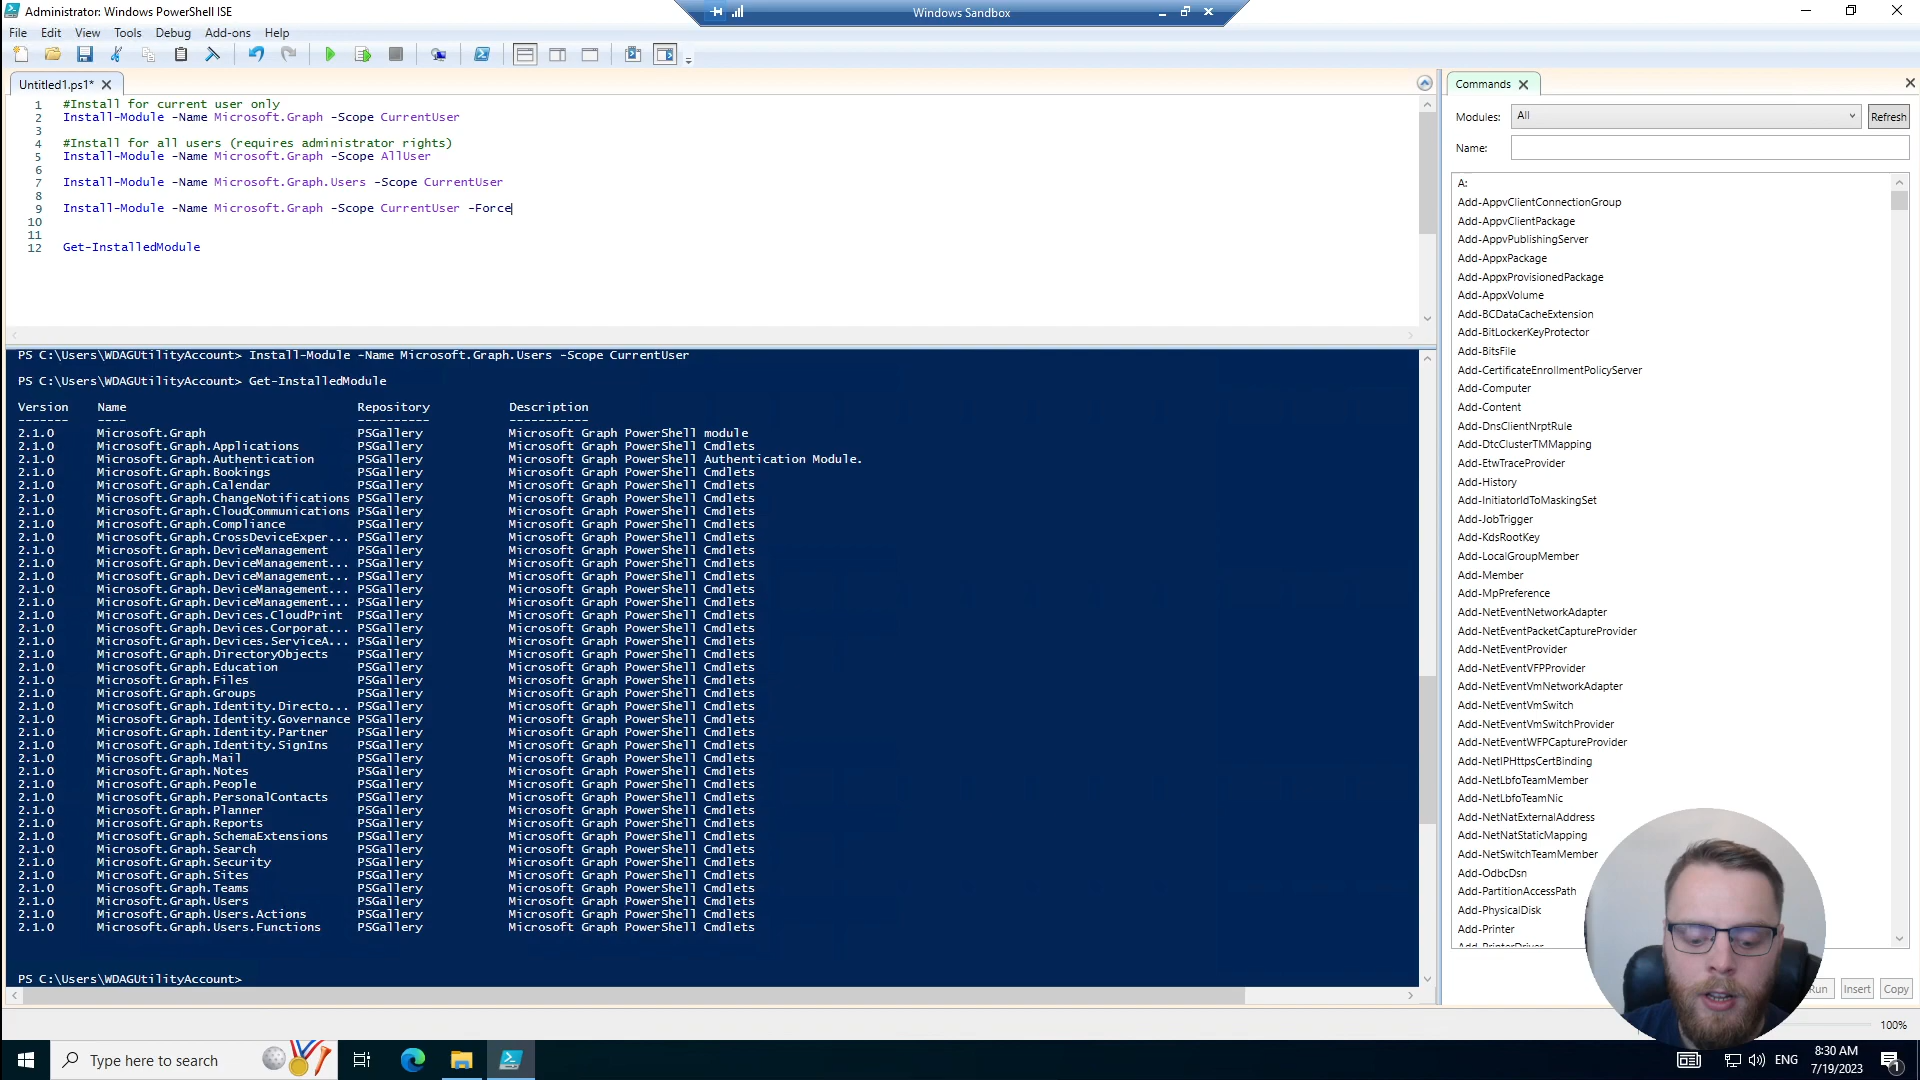 Administrator: Windows PowerShell ISE
Windows Sandbox
File Edit View Tools Debug Add-ons Help
Untitled1.ps1*
1 #Install for current user only
2 Install-Module -Name Microsoft.Graph -Scope CurrentUser
3
4 #Install for all users (requires administrator rights)
5 Install-Module -Name Microsoft.Graph -Scope AllUser
6
7 Install-Module -Name Microsoft.Graph.Users -Scope CurrentUser
8
9 Install-Module -Name Microsoft.Graph -Scope CurrentUser -Force
10
11
12 Get-InstalledModule
PS C:\Users\WDAGUtilityAccount> Install-Module -Name Microsoft.Graph.Users -Scope CurrentUser
PS C:\Users\WDAGUtilityAccount> Get-InstalledModule
Version Name Repository Description
------- ---- ---------- -----------
2.1.0 Microsoft.Graph PSGallery Microsoft Graph PowerShell module
2.1.0 Microsoft.Graph.Applications PSGallery Microsoft Graph PowerShell Cmdlets
2.1.0 Microsoft.Graph.Authentication PSGallery Microsoft Graph PowerShell Authentication Module.
2.1.0 Microsoft.Graph.Bookings PSGallery Microsoft Graph PowerShell Cmdlets
2.1.0 Microsoft.Graph.Calendar PSGallery Microsoft Graph PowerShell Cmdlets
2.1.0 Microsoft.Graph.ChangeNotifications PSGallery Microsoft Graph PowerShell Cmdlets
2.1.0 Microsoft.Graph.CloudCommunications PSGallery Microsoft Graph PowerShell Cmdlets
2.1.0 Microsoft.Graph.Compliance PSGallery Microsoft Graph PowerShell Cmdlets
2.1.0 Microsoft.Graph.CrossDeviceExper... PSGallery Microsoft Graph PowerShell Cmdlets
2.1.0 Microsoft.Graph.DeviceManagement PSGallery Microsoft Graph PowerShell Cmdlets
2.1.0 Microsoft.Graph.DeviceManagement... PSGallery Microsoft Graph PowerShell Cmdlets
2.1.0 Microsoft.Graph.DeviceManagement... PSGallery Microsoft Graph PowerShell Cmdlets
2.1.0 Microsoft.Graph.DeviceManagement... PSGallery Microsoft Graph PowerShell Cmdlets
2.1.0 Microsoft.Graph.DeviceManagement... PSGallery Microsoft Graph PowerShell Cmdlets
2.1.0 Microsoft.Graph.Devices.CloudPrint PSGallery Microsoft Graph PowerShell Cmdlets
2.1.0 Microsoft.Graph.Devices.Corporat... PSGallery Microsoft Graph PowerShell Cmdlets
2.1.0 Microsoft.Graph.Devices.ServiceA... PSGallery Microsoft Graph PowerShell Cmdlets
2.1.0 Microsoft.Graph.DirectoryObjects PSGallery Microsoft Graph PowerShell Cmdlets
2.1.0 Microsoft.Graph.Education PSGallery Microsoft Graph PowerShell Cmdlets
2.1.0 Microsoft.Graph.Files PSGallery Microsoft Graph PowerShell Cmdlets
2.1.0 Microsoft.Graph.Groups PSGallery Microsoft Graph PowerShell Cmdlets
2.1.0 Microsoft.Graph.Identity.Directo... PSGallery Microsoft Graph PowerShell Cmdlets
2.1.0 Microsoft.Graph.Identity.Governance PSGallery Microsoft Graph PowerShell Cmdlets
2.1.0 Microsoft.Graph.Identity.Partner PSGallery Microsoft Graph PowerShell Cmdlets
2.1.0 Microsoft.Graph.Identity.SignIns PSGallery Microsoft Graph PowerShell Cmdlets
2.1.0 Microsoft.Graph.Mail PSGallery Microsoft Graph PowerShell Cmdlets
2.1.0 Microsoft.Graph.Notes PSGallery Microsoft Graph PowerShell Cmdlets
2.1.0 Microsoft.Graph.People PSGallery Microsoft Graph PowerShell Cmdlets
2.1.0 Microsoft.Graph.PersonalContacts PSGallery Microsoft Graph PowerShell Cmdlets
2.1.0 Microsoft.Graph.Planner PSGallery Microsoft Graph PowerShell Cmdlets
2.1.0 Microsoft.Graph.Reports PSGallery Microsoft Graph PowerShell Cmdlets
2.1.0 Microsoft.Graph.SchemaExtensions PSGallery Microsoft Graph PowerShell Cmdlets
2.1.0 Microsoft.Graph.Search PSGallery Microsoft Graph PowerShell Cmdlets
2.1.0 Microsoft.Graph.Security PSGallery Microsoft Graph PowerShell Cmdlets
2.1.0 Microsoft.Graph.Sites PSGallery Microsoft Graph PowerShell Cmdlets
2.1.0 Microsoft.Graph.Teams PSGallery Microsoft Graph PowerShell Cmdlets
2.1.0 Microsoft.Graph.Users PSGallery Microsoft Graph PowerShell Cmdlets
2.1.0 Microsoft.Graph.Users.Actions PSGallery Microsoft Graph PowerShell Cmdlets
2.1.0 Microsoft.Graph.Users.Functions PSGallery Microsoft Graph PowerShell Cmdlets
PS C:\Users\WDAGUtilityAccount>
Commands
Modules: All Refresh
Name:
A:
Add-AppvClientConnectionGroup
Add-AppvClientPackage
Add-AppvPublishingServer
Add-AppxPackage
Add-AppxProvisionedPackage
Add-AppxVolume
Add-BCDataCacheExtension
Add-BitLockerKeyProtector
Add-BitsFile
Add-CertificateEnrollmentPolicyServer
Add-Computer
Add-Content
Add-DnsClientNrptRule
Add-DtcClusterTMMapping
Add-EtwTraceProvider
Add-History
Add-InitiatorIdToMaskingSet
Add-JobTrigger
Add-KdsRootKey
Add-LocalGroupMember
Add-Member
Add-MpPreference
Add-NetEventNetworkAdapter
Add-NetEventPacketCaptureProvider
Add-NetEventProvider
Add-NetEventVFPProvider
Add-NetEventVmNetworkAdapter
Add-NetEventVmSwitch
Add-NetEventVmSwitchProvider
Add-NetEventWFPCaptureProvider
Add-NetIPHttpsCertBinding
Add-NetLbfoTeamMember
Add-NetLbfoTeamNic
Add-NetNatExternalAddress
Add-NetNatStaticMapping
Add-NetSwitchTeamMember
Add-OdbcDsn
Add-PartitionAccessPath
Add-PhysicalDisk
Add-Printer
Add-PrinterDriver
Run Insert Copy
100%
Type here to search
ENG
8:30 AM
7/19/2023
1